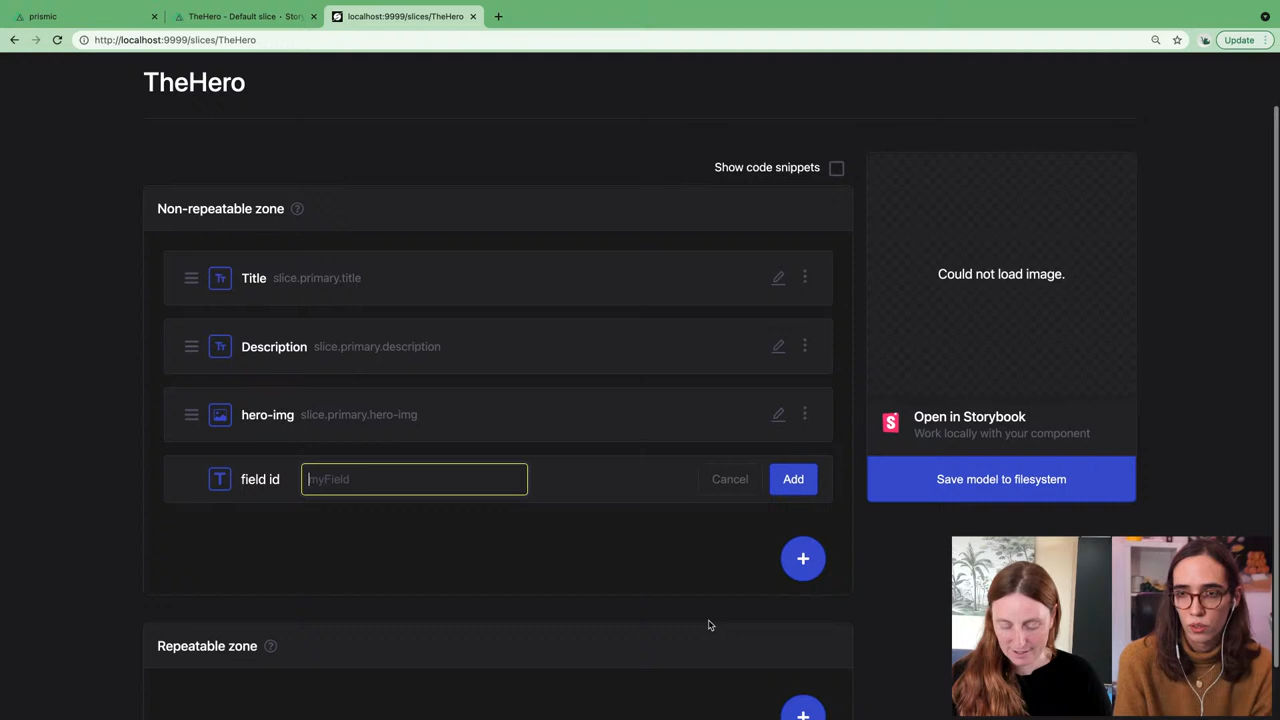 prismic
TheHero - Default slice · Story
localhost:9999/slices/TheHero
http://localhost:9999/slices/TheHero
Update
TheHero
Show code snippets
Non-repeatable zone ?
Title slice.primary.title
Could not load image.
Description slice.primary.description
hero-img slice.primary.hero-img
Open in Storybook
Work locally with your component
field id myField Cancel Add
Save model to filesystem
Repeatable zone ?